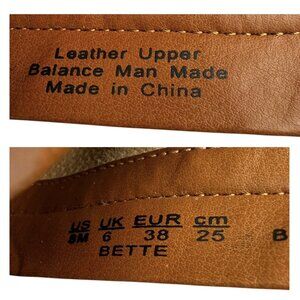 Leather Upper
Balance Man Made
Made in China
US UK EUR cm
8M 6 38 25
BETTE
B